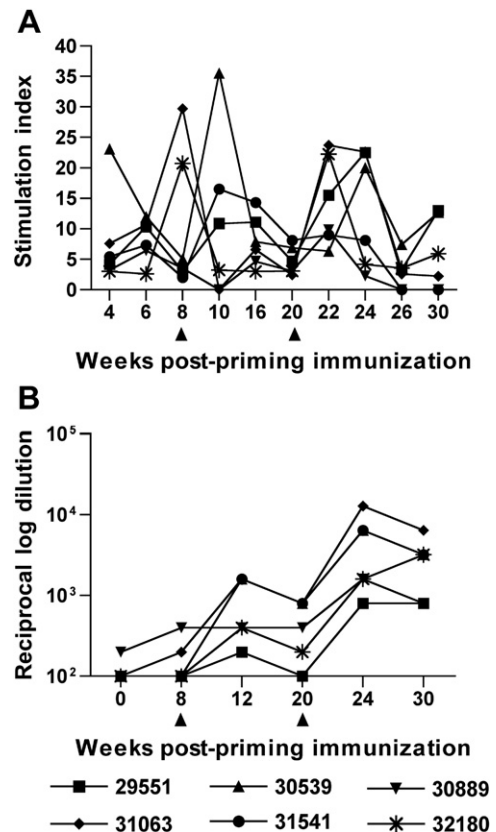 A
Stimulation index
40
35
30
25
20
15
10
5
0
4 6 8 10 16 20 22 24 26 30
Weeks post-priming immunization
B
Reciprocal log dilution
10⁵
10⁴
10³
10²
0 8 12 20 24 30
Weeks post-priming immunization
29551 30539 30889
31063 31541 32180